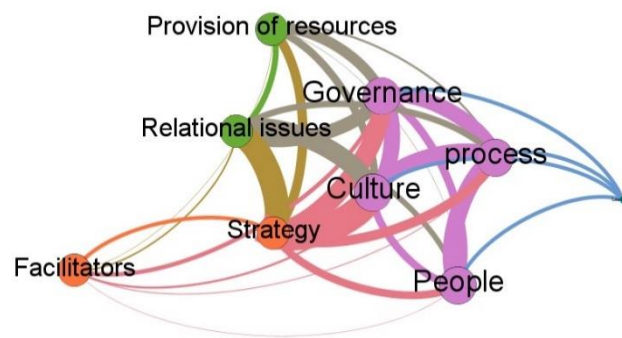 Provision of resources
Governance
Relational issues
process
Culture
Strategy
Facilitators
People